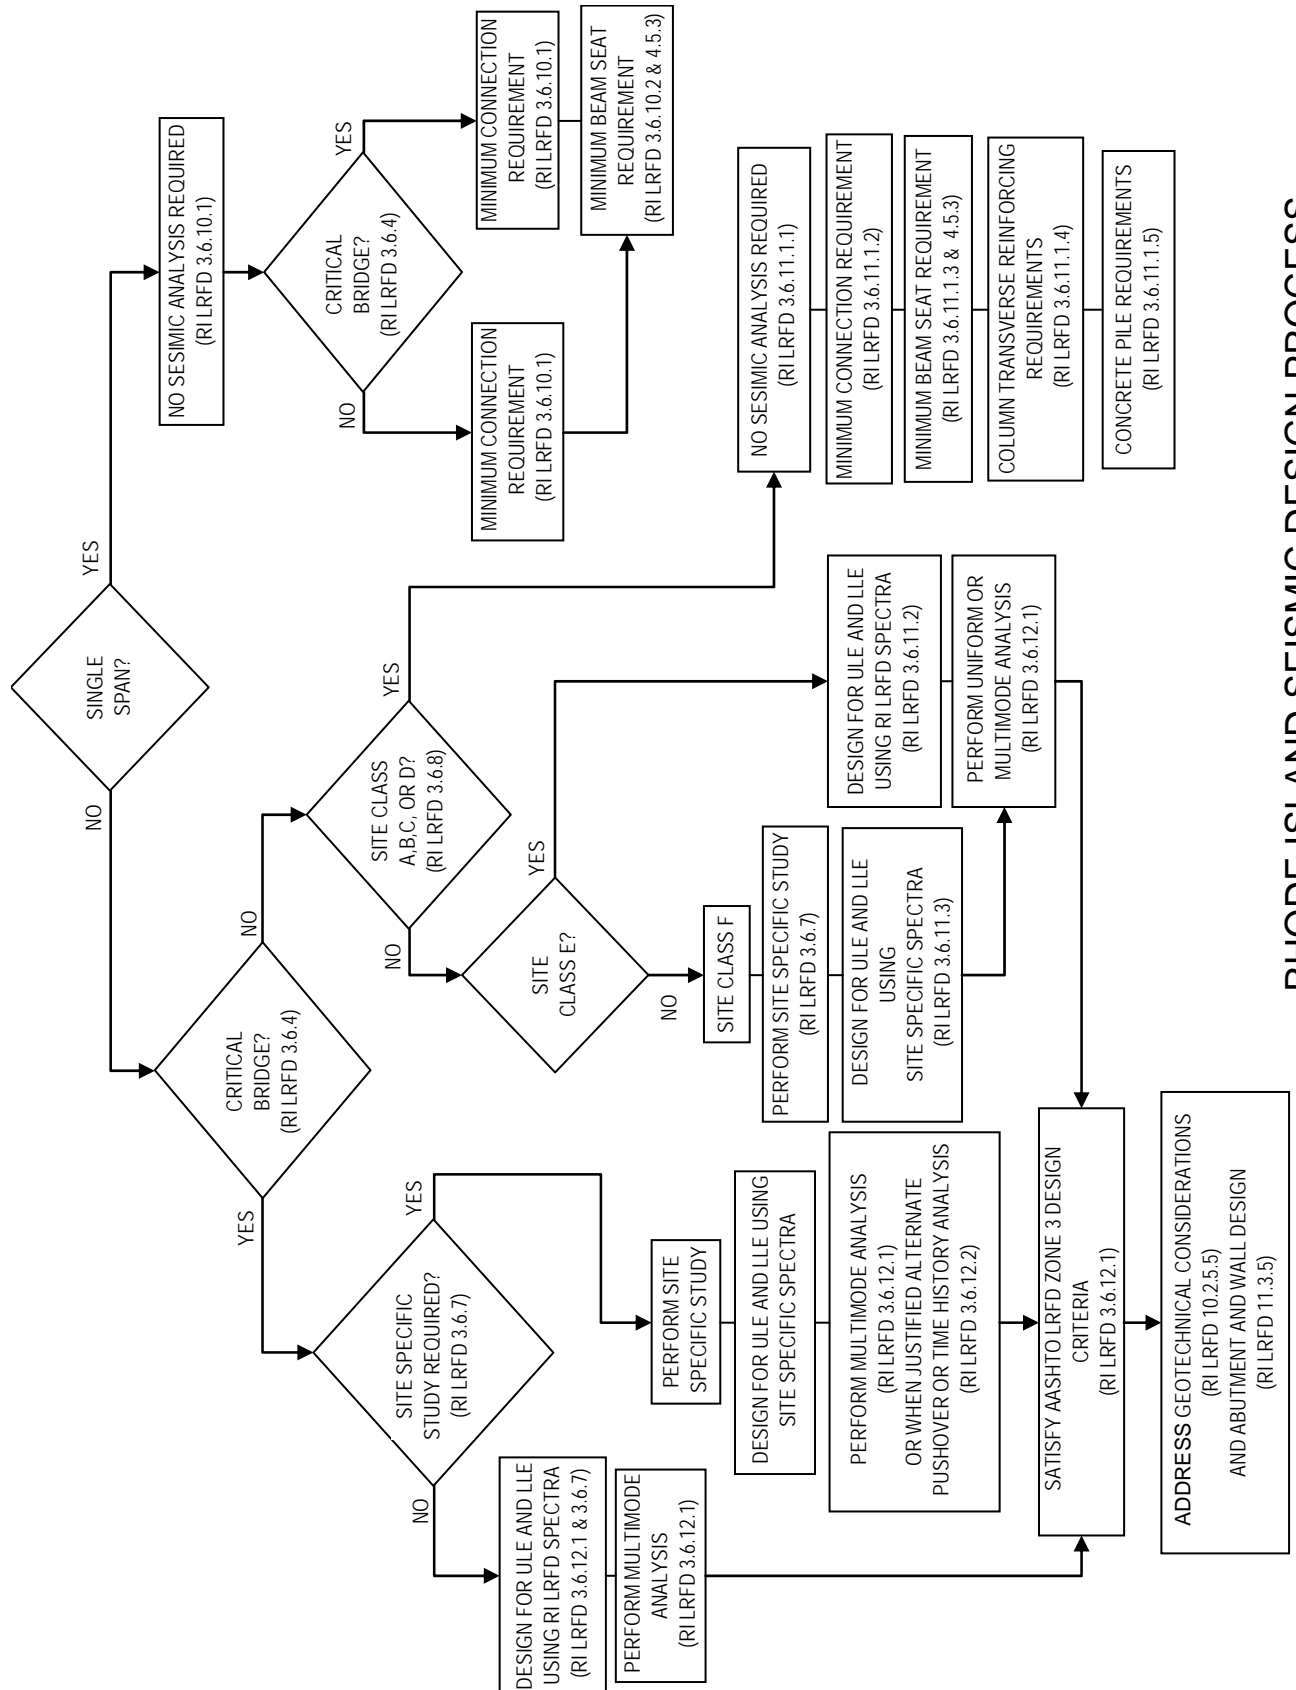 SINGLE
SPAN?
YES
NO
NO SESIMIC ANALYSIS REQUIRED
(RI LRFD 3.6.10.1)
CRITICAL
BRIDGE?
(RI LRFD 3.6.4)
YES
NO
MINIMUM CONNECTION
REQUIREMENT
(RI LRFD 3.6.10.1)
MINIMUM BEAM SEAT
REQUIREMENT
(RI LRFD 3.6.10.2 & 4.5.3)
MINIMUM CONNECTION
REQUIREMENT
(RI LRFD 3.6.10.1)
CRITICAL
BRIDGE?
(RI LRFD 3.6.4)
YES
NO
SITE CLASS
A,B,C, OR D?
(RI LRFD 3.6.8)
YES
NO
NO SESIMIC ANALYSIS REQUIRED
(RI LRFD 3.6.11.1.1)
MINIMUM CONNECTION REQUIREMENT
(RI LRFD 3.6.11.1.2)
MINIMUM BEAM SEAT REQUIREMENT
(RI LRFD 3.6.11.1.3 & 4.5.3)
COLUMN TRANSVERSE REINFORCING
REQUIREMENTS
(RI LRFD 3.6.11.1.4)
CONCRETE PILE REQUIREMENTS
(RI LRFD 3.6.11.1.5)
SITE
CLASS E?
YES
NO
DESIGN FOR ULE AND LLE
USING RI LRFD SPECTRA
(RI LRFD 3.6.11.2)
PERFORM UNIFORM OR
MULTIMODE ANALYSIS
(RI LRFD 3.6.12.1)
SITE CLASS F
PERFORM SITE SPECIFIC STUDY
(RI LRFD 3.6.7)
DESIGN FOR ULE AND LLE
USING
SITE SPECIFIC SPECTRA
(RI LRFD 3.6.11.3)
SITE SPECIFIC
STUDY REQUIRED?
(RI LRFD 3.6.7)
YES
NO
PERFORM SITE
SPECIFIC STUDY
DESIGN FOR ULE AND LLE USING
SITE SPECIFIC SPECTRA
PERFORM MULTIMODE ANALYSIS
(RI LRFD 3.6.12.1)
OR WHEN JUSTIFIED ALTERNATE
PUSHOVER OR TIME HISTORY ANALYSIS
(RI LRFD 3.6.12.2)
DESIGN FOR ULE AND LLE
USING RI LRFD SPECTRA
(RI LRFD 3.6.12.1 & 3.6.7)
PERFORM MULTIMODE
ANALYSIS
(RI LRFD 3.6.12.1)
SATISFY AASHTO LRFD ZONE 3 DESIGN
CRITERIA
(RI LRFD 3.6.12.1)
ADDRESS GEOTECHNICAL CONSIDERATIONS
(RI LRFD 10.2.5.5)
AND ABUTMENT AND WALL DESIGN
(RI LRFD 11.3.5)
RHODE ISLAND SEISMIC DESIGN PROCESS